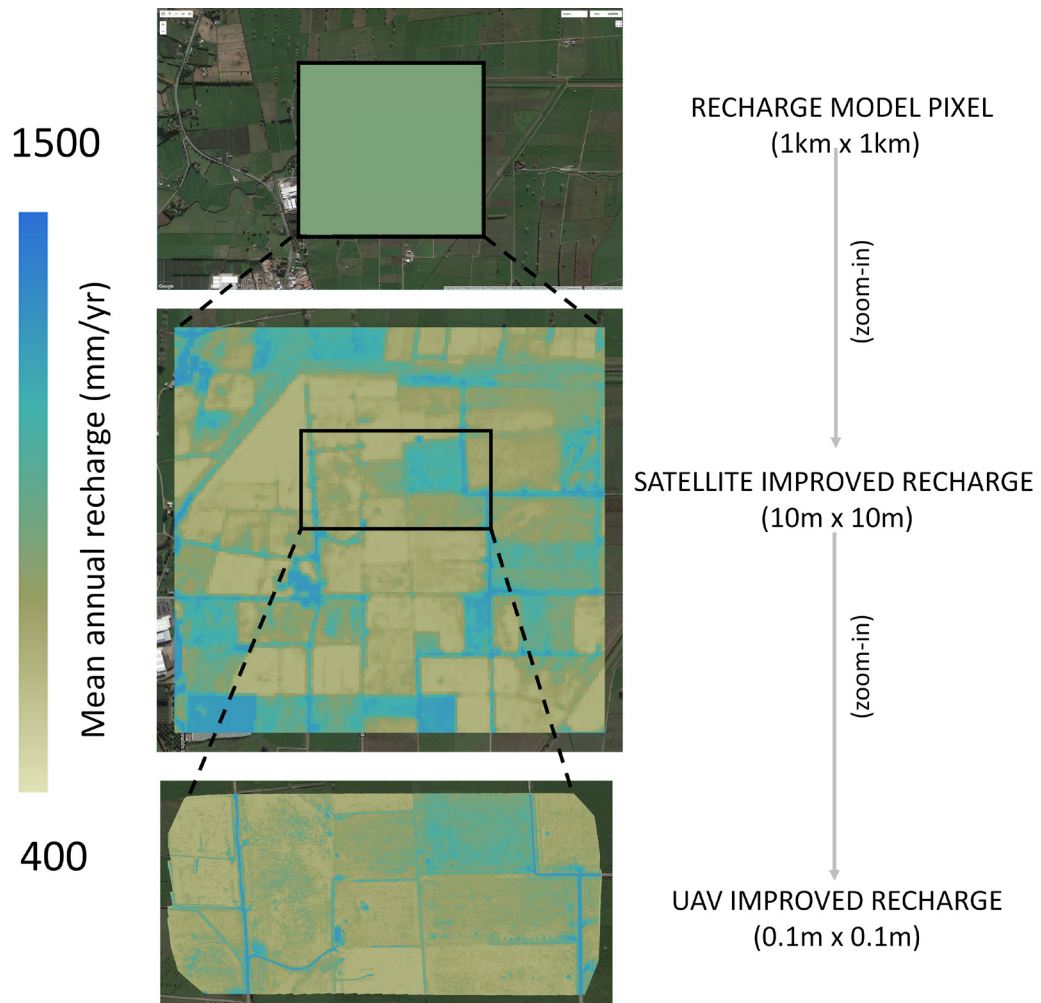 RECHARGE MODEL PIXEL
(1km x 1km)
1500
Mean annual recharge (mm/yr)
400
Google
(zoom-in)
SATELLITE IMPROVED RECHARGE
(10m x 10m)
(zoom-in)
UAV IMPROVED RECHARGE
(0.1m x 0.1m)